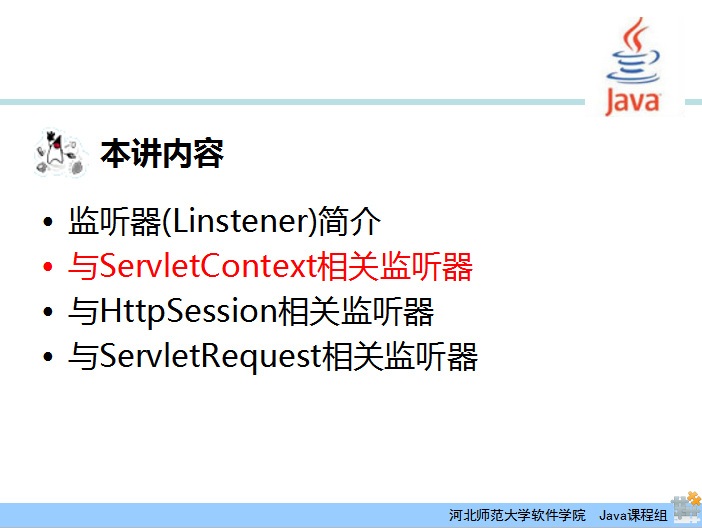 Java
本讲内容
• 监听器(Linstener)简介
• 与ServletContext相关监听器
• 与HttpSession相关监听器
• 与ServletRequest相关监听器
河北师范大学软件学院 Java课程组